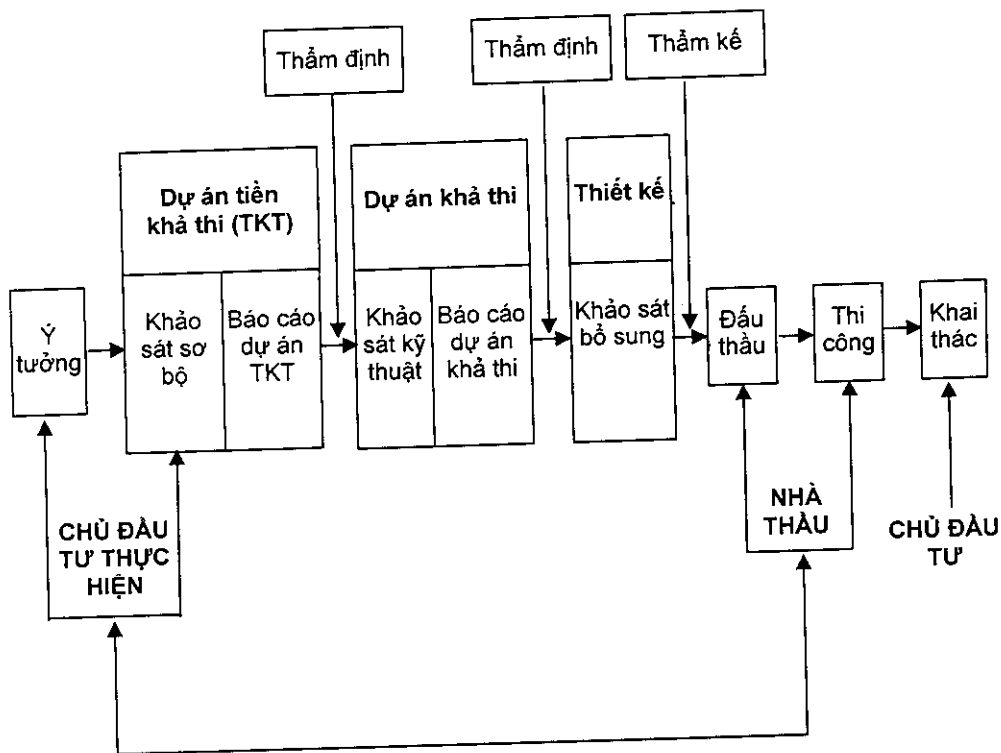 Thẩm định
Thẩm định
Thẩm kế
Dự án tiền
khả thi (TKT)
Dự án khả thi
Thiết kế
Ý
tưởng
Khảo
sát sơ
bộ
Báo cáo
dự án
TKT
Khảo
sát kỹ
thuật
Báo cáo
dự án
khả thi
Khảo sát
bổ sung
Đấu
thầu
Thi
công
Khai
thác
CHỦ ĐẦU
TƯ THỰC
HIỆN
NHÀ
THẦU
CHỦ ĐẦU
TƯ